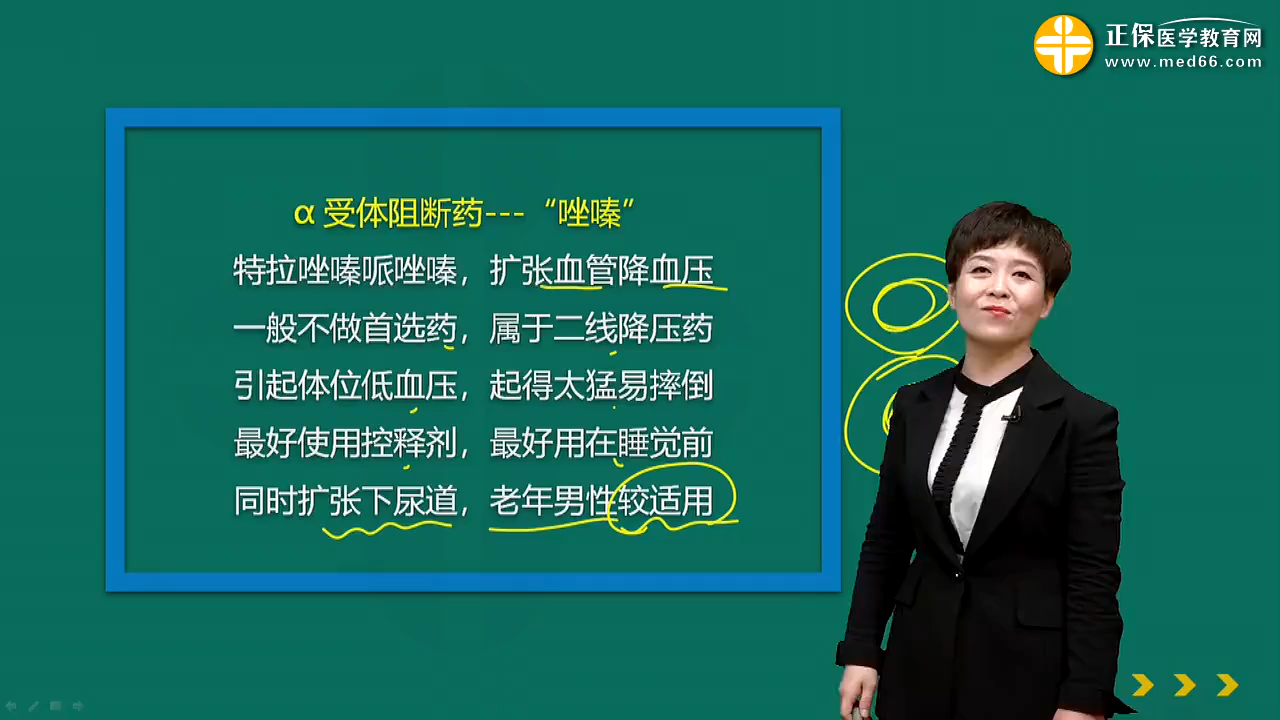 正保医学教育网
www.med66.com
α受体阻断药---“唑嗪”
特拉唑嗪哌唑嗪，扩张血管降血压
一般不做首选药，属于二线降压药
引起体位低血压，起得太猛易摔倒
最好使用控释剂，最好用在睡觉前
同时扩张下尿道，老年男性较适用